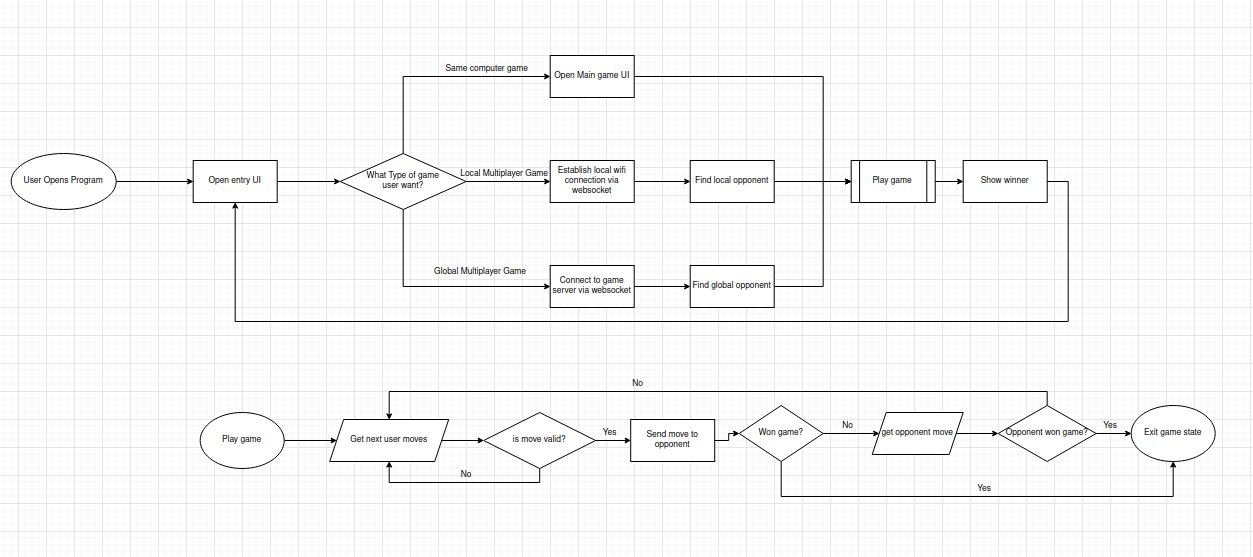 Same computer game
Open Main game UI
User Opens Program
Open entry UI
What Type of game
user want?
Local Multiplayer Game
Establish local wifi
connection via
websocket
Find local opponent
Play game
Show winner
Global Multiplayer Game
Connect to game
server via websocket
Find global opponent
No
Play game
Get next user moves
is move valid?
Yes
Send move to
opponent
Won game?
No
get opponent move
Opponent won game?
Yes
Exit game state
No
Yes